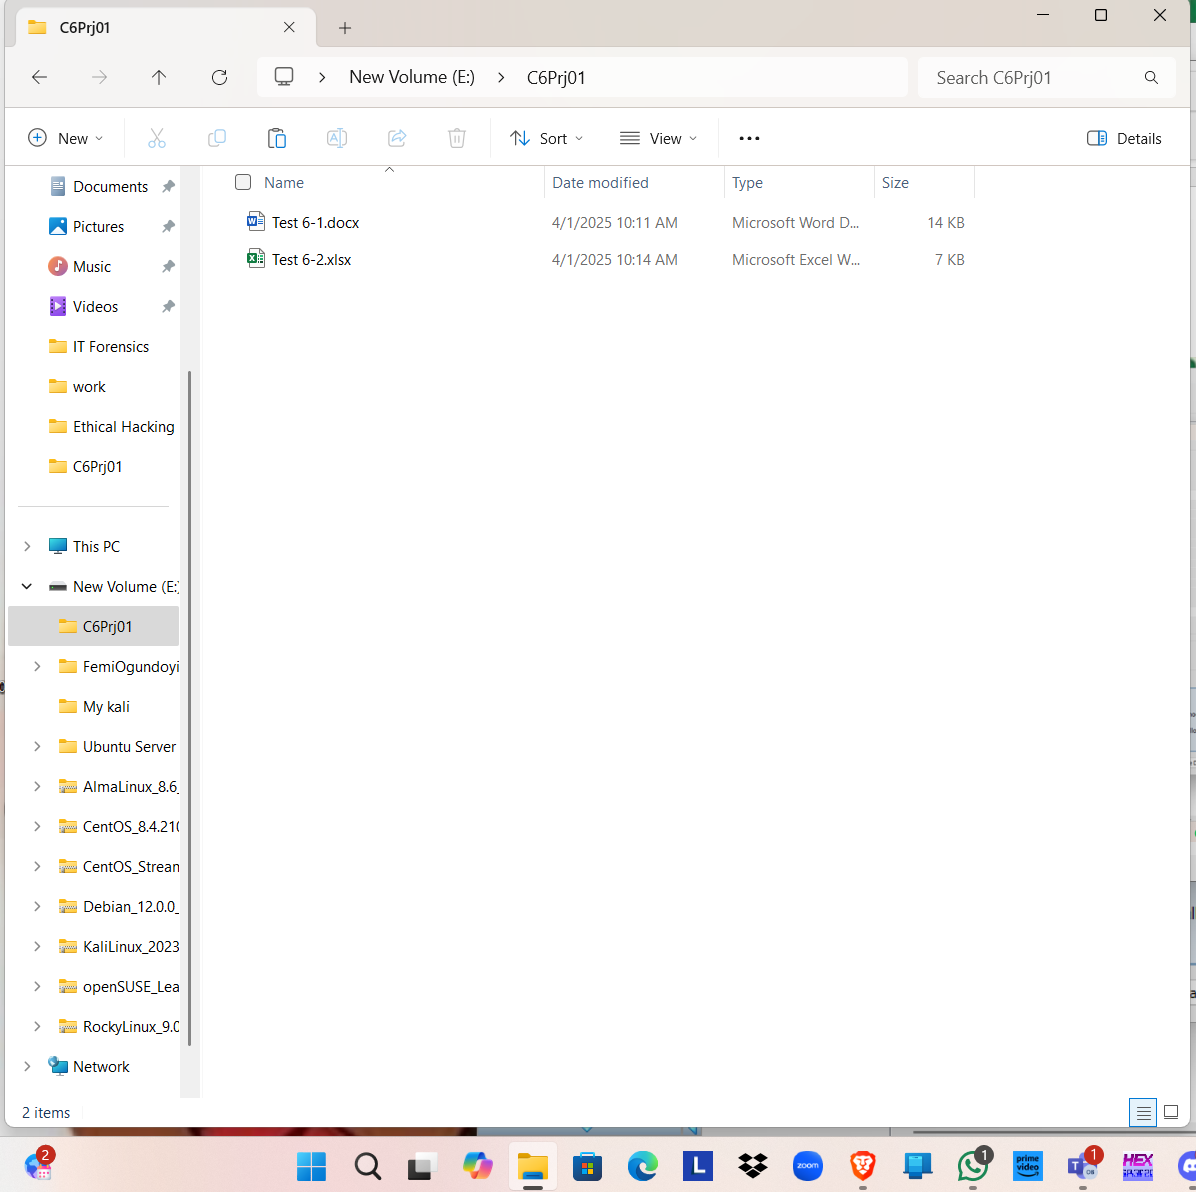 C6Prj01
New Volume (E:) C6Prj01
Search C6Prj01
New
Sort
View
Details
Documents
Pictures
Music
Videos
IT Forensics
work
Ethical Hacking
C6Prj01
This PC
New Volume (E:)
C6Prj01
FemiOgundoyi
My kali
Ubuntu Server
AlmaLinux_8.6_
CentOS_8.4.210
CentOS_Stream
Debian_12.0.0_
KaliLinux_2023
openSUSE_Lea
RockyLinux_9.0
Network
Name Date modified Type Size
Test 6-1.docx 4/1/2025 10:11 AM Microsoft Word D... 14 KB
Test 6-2.xlsx 4/1/2025 10:14 AM Microsoft Excel W... 7 KB
2 items
2
L
zoom
1
prime video
T
1
HEX